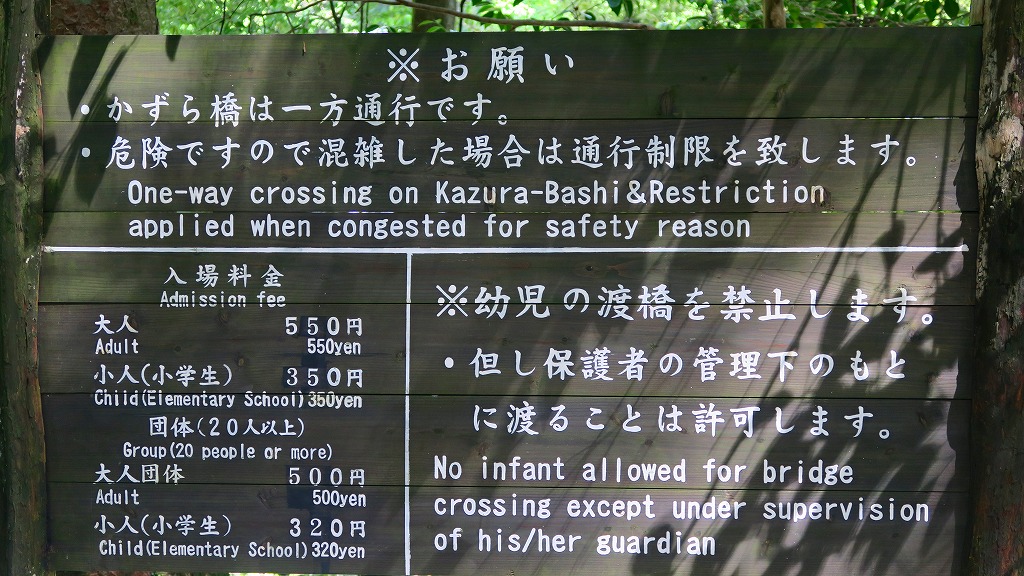 ※お願い
・かずら橋は一方通行です。
・危険ですので混雑した場合は通行制限を致します。
One-way crossing on Kazura-Bashi&Restriction
applied when congested for safety reason
入場料金
Admission fee
大人 550円
Adult 550yen
小人(小学生) 350円
Child(Elementary School)350yen
団体(20人以上)
Group(20 people or more)
大人団体 500円
Adult 500yen
小人(小学生) 320円
Child(Elementary School)320yen
※幼児の渡橋を禁止します。
・但し保護者の管理下のもと
に渡ることは許可します。
No infant allowed for bridge
crossing except under supervision
of his/her guardian